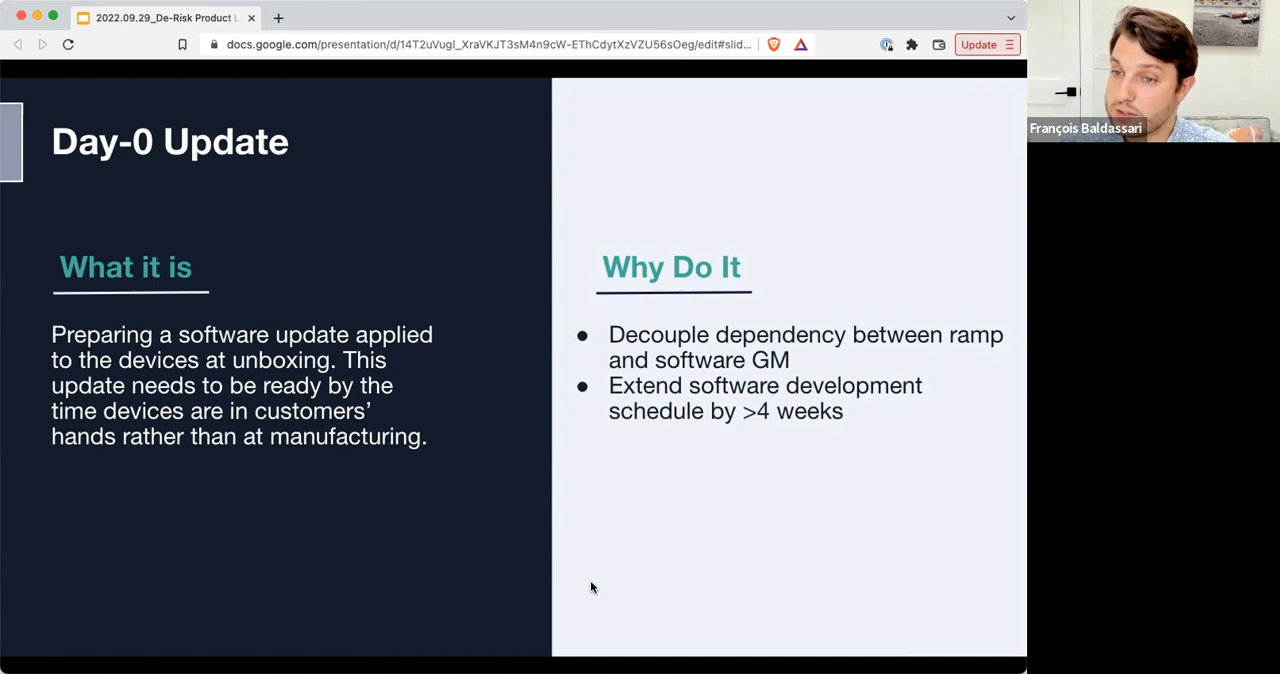 2022.09.29_De-Risk Product L
docs.google.com/presentation/d/14T2uVugl_XraVKJT3sM4n9cW-EThCdytXzVZU56sOeg/edit#slid...
Update
François Baldassari
Day-0 Update
What it is
Preparing a software update applied
to the devices at unboxing. This
update needs to be ready by the
time devices are in customers’
hands rather than at manufacturing.
Why Do It
● Decouple dependency between ramp
and software GM
● Extend software development
schedule by >4 weeks